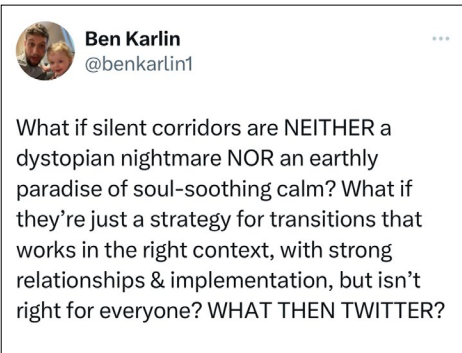 Ben Karlin
@benkarlin1
What if silent corridors are NEITHER a
dystopian nightmare NOR an earthly
paradise of soul-soothing calm? What if
they’re just a strategy for transitions that
works in the right context, with strong
relationships & implementation, but isn’t
right for everyone? WHAT THEN TWITTER?